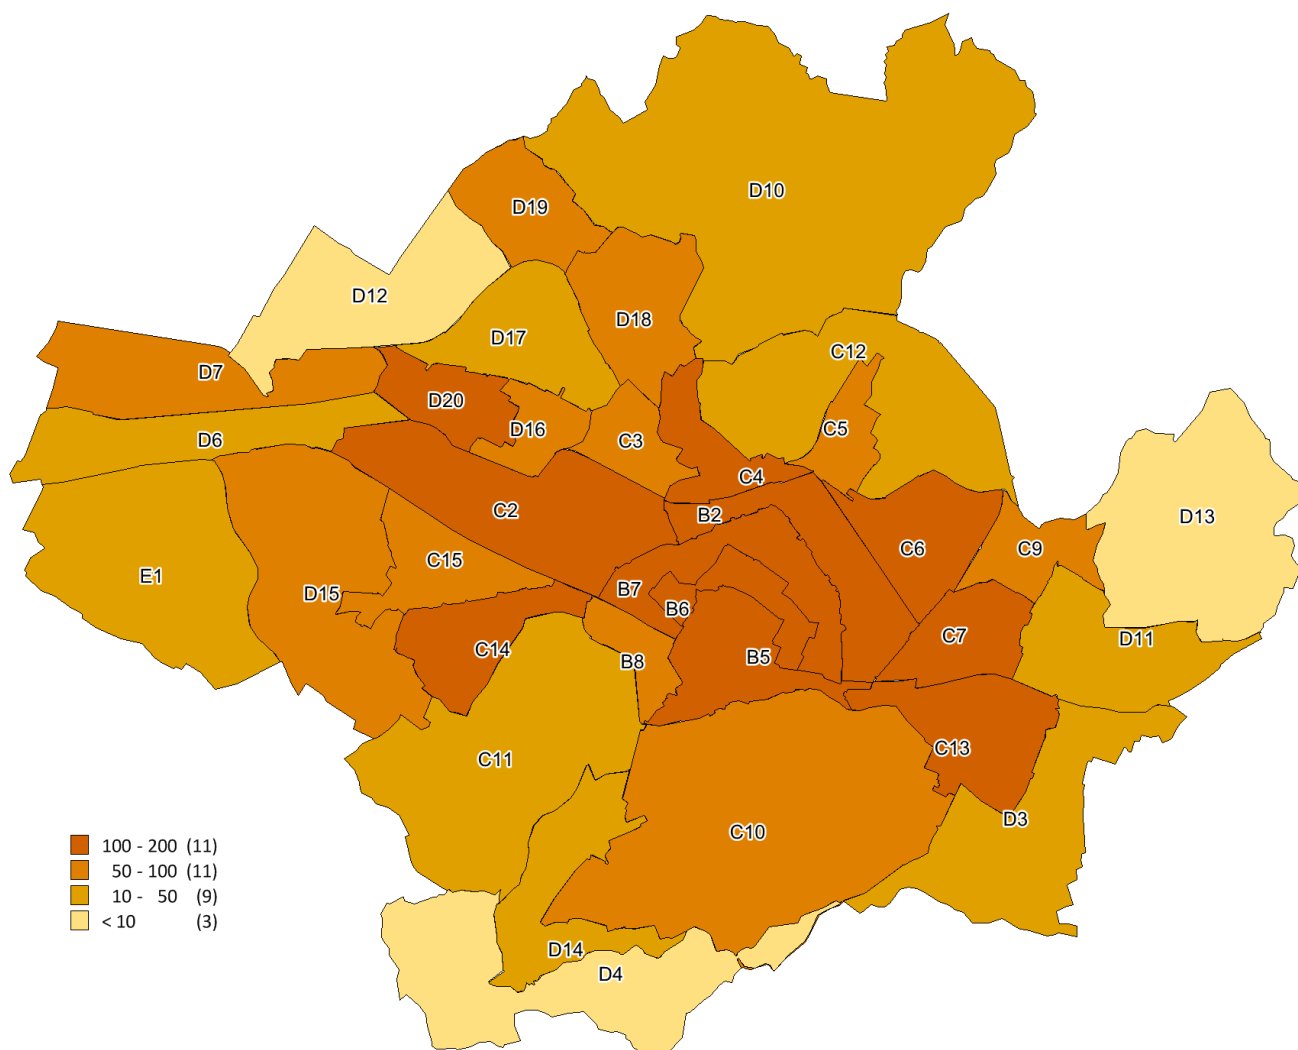 D10
D19
D12
D18
D17
C12
D7
D20
D16
C5
D6
C3
C4
C2
B2
D13
C6
C9
C15
E1
D15
B7
B6
C7
D11
C14
B8
B5
C13
C11
D3
C10
D14
D4
100 - 200 (11)
50 - 100 (11)
10 - 50 (9)
< 10 (3)